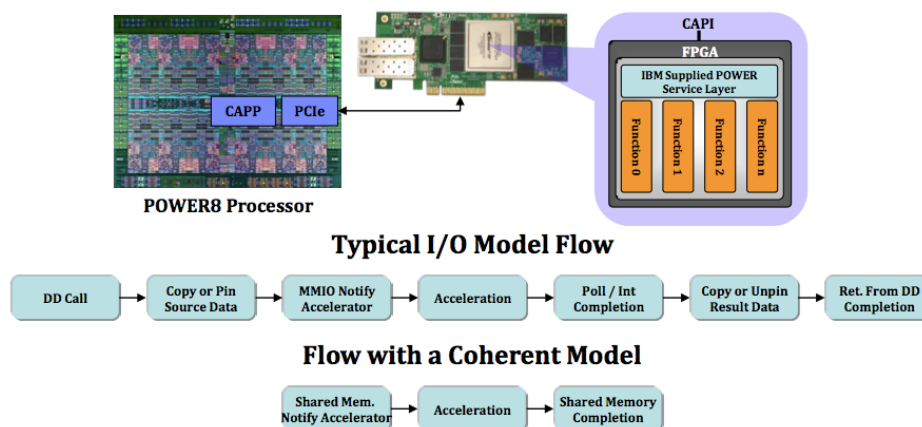 CAPI
FPGA
IBM Supplied POWER
Service Layer
Function 0
Function 1
Function 2
Function n
CAPP
PCIe
POWER8 Processor
Typical I/O Model Flow
DD Call
Copy or Pin
Source Data
MMIO Notify
Accelerator
Acceleration
Poll / Int
Completion
Copy or Unpin
Result Data
Ret. From DD
Completion
Flow with a Coherent Model
Shared Mem.
Notify Accelerator
Acceleration
Shared Memory
Completion